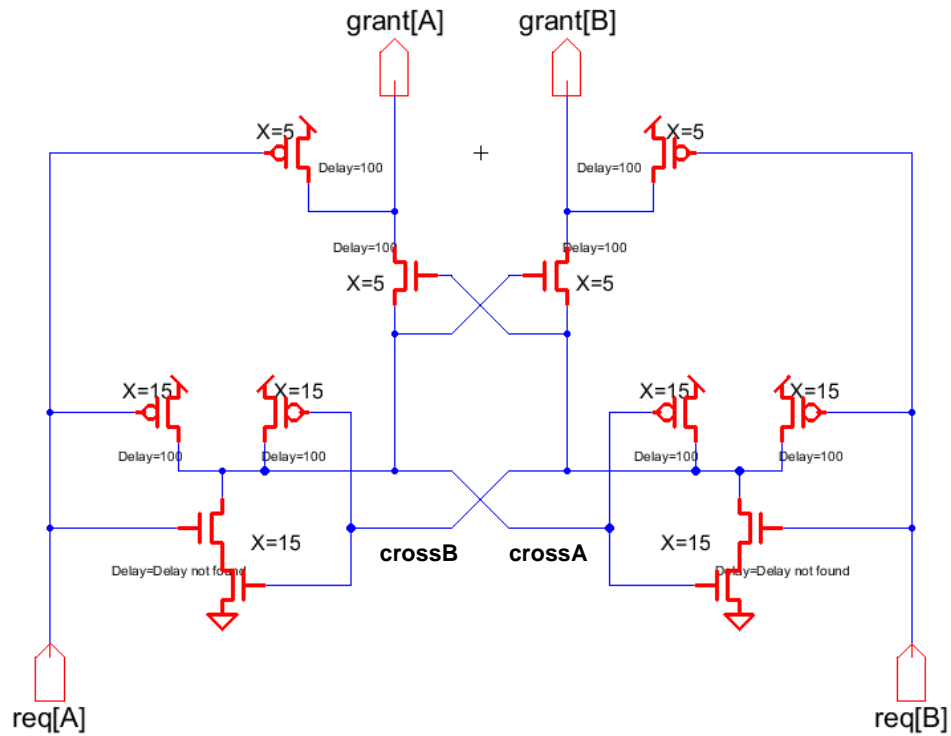 grant[A]
grant[B]
X=5
X=5
Delay=100
Delay=100
Delay=100
Delay=100
X=5
X=5
X=15
X=15
X=15
X=15
Delay=100
Delay=100
Delay=100
Delay=100
X=15
X=15
crossB
crossA
Delay=Delay not found
Delay=Delay not found
req[A]
req[B]